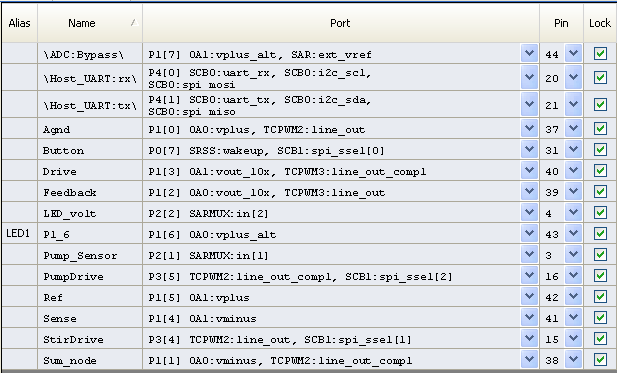 Alias Name / Port Pin Lock
\ADC:Bypass\ P1[7] OA1:vplus_alt, SAR:ext_vref 44
\Host_UART:rx\ P4[0] SCB0:uart_rx, SCB0:i2c_scl, 20
SCB0:spi_mosi
\Host_UART:tx\ P4[1] SCB0:uart_tx, SCB0:i2c_sda, 21
SCB0:spi_miso
Agnd P1[0] OA0:vplus, TCPWM2:line_out 37
Button P0[7] SRSS:wakeup, SCB1:spi_ssel[0] 31
Drive P1[3] OA1:vout_10x, TCPWM3:line_out_compl 40
Feedback P1[2] OA0:vout_10x, TCPWM3:line_out 39
LED_volt P2[2] SARMUX:in[2] 4
LED1 P1_6 P1[6] OA0:vplus_alt 43
Pump_Sensor P2[1] SARMUX:in[1] 3
PumpDrive P3[5] TCPWM2:line_out_compl, SCB1:spi_ssel[2] 16
Ref P1[5] OA1:vplus 42
Sense P1[4] OA1:vminus 41
StirDrive P3[4] TCPWM2:line_out, SCB1:spi_ssel[1] 15
Sum_node P1[1] OA0:vminus, TCPWM2:line_out_compl 38